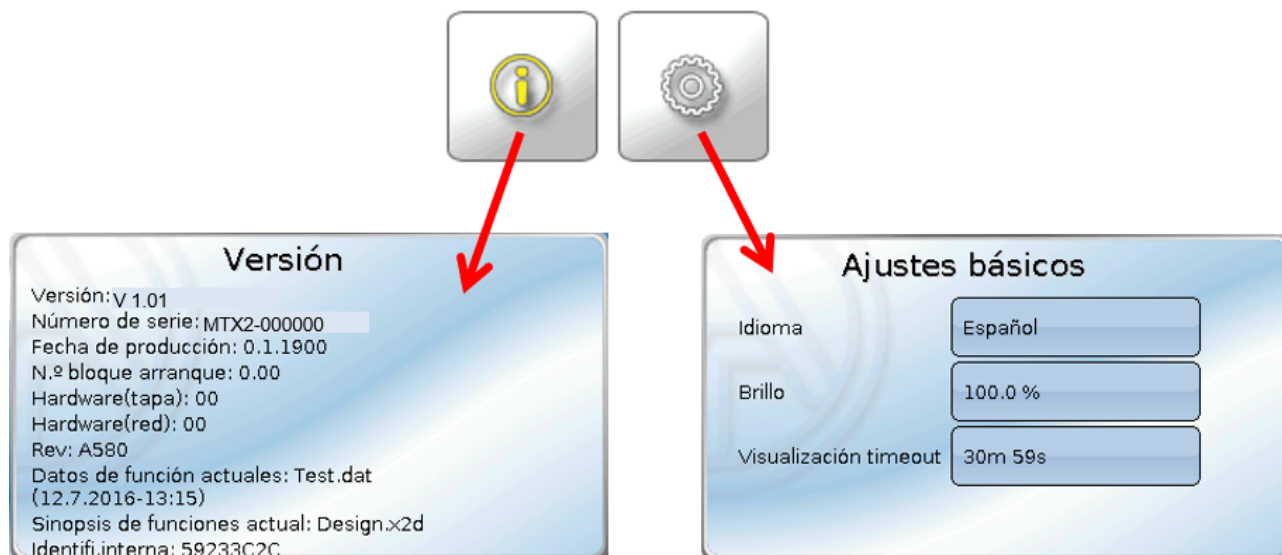 Versión
Versión: V 1.01
Número de serie: MTX2-000000
Fecha de producción: 0.1.1900
N.º bloque arranque: 0.00
Hardware(tapa): 00
Hardware(red): 00
Rev: A580
Datos de función actuales: Test.dat
(12.7.2016-13:15)
Sinopsis de funciones actual: Design.x2d
Identifi.interna: 59233C2C
Ajustes básicos
Idioma Español
Brillo 100.0 %
Visualización timeout 30m 59s